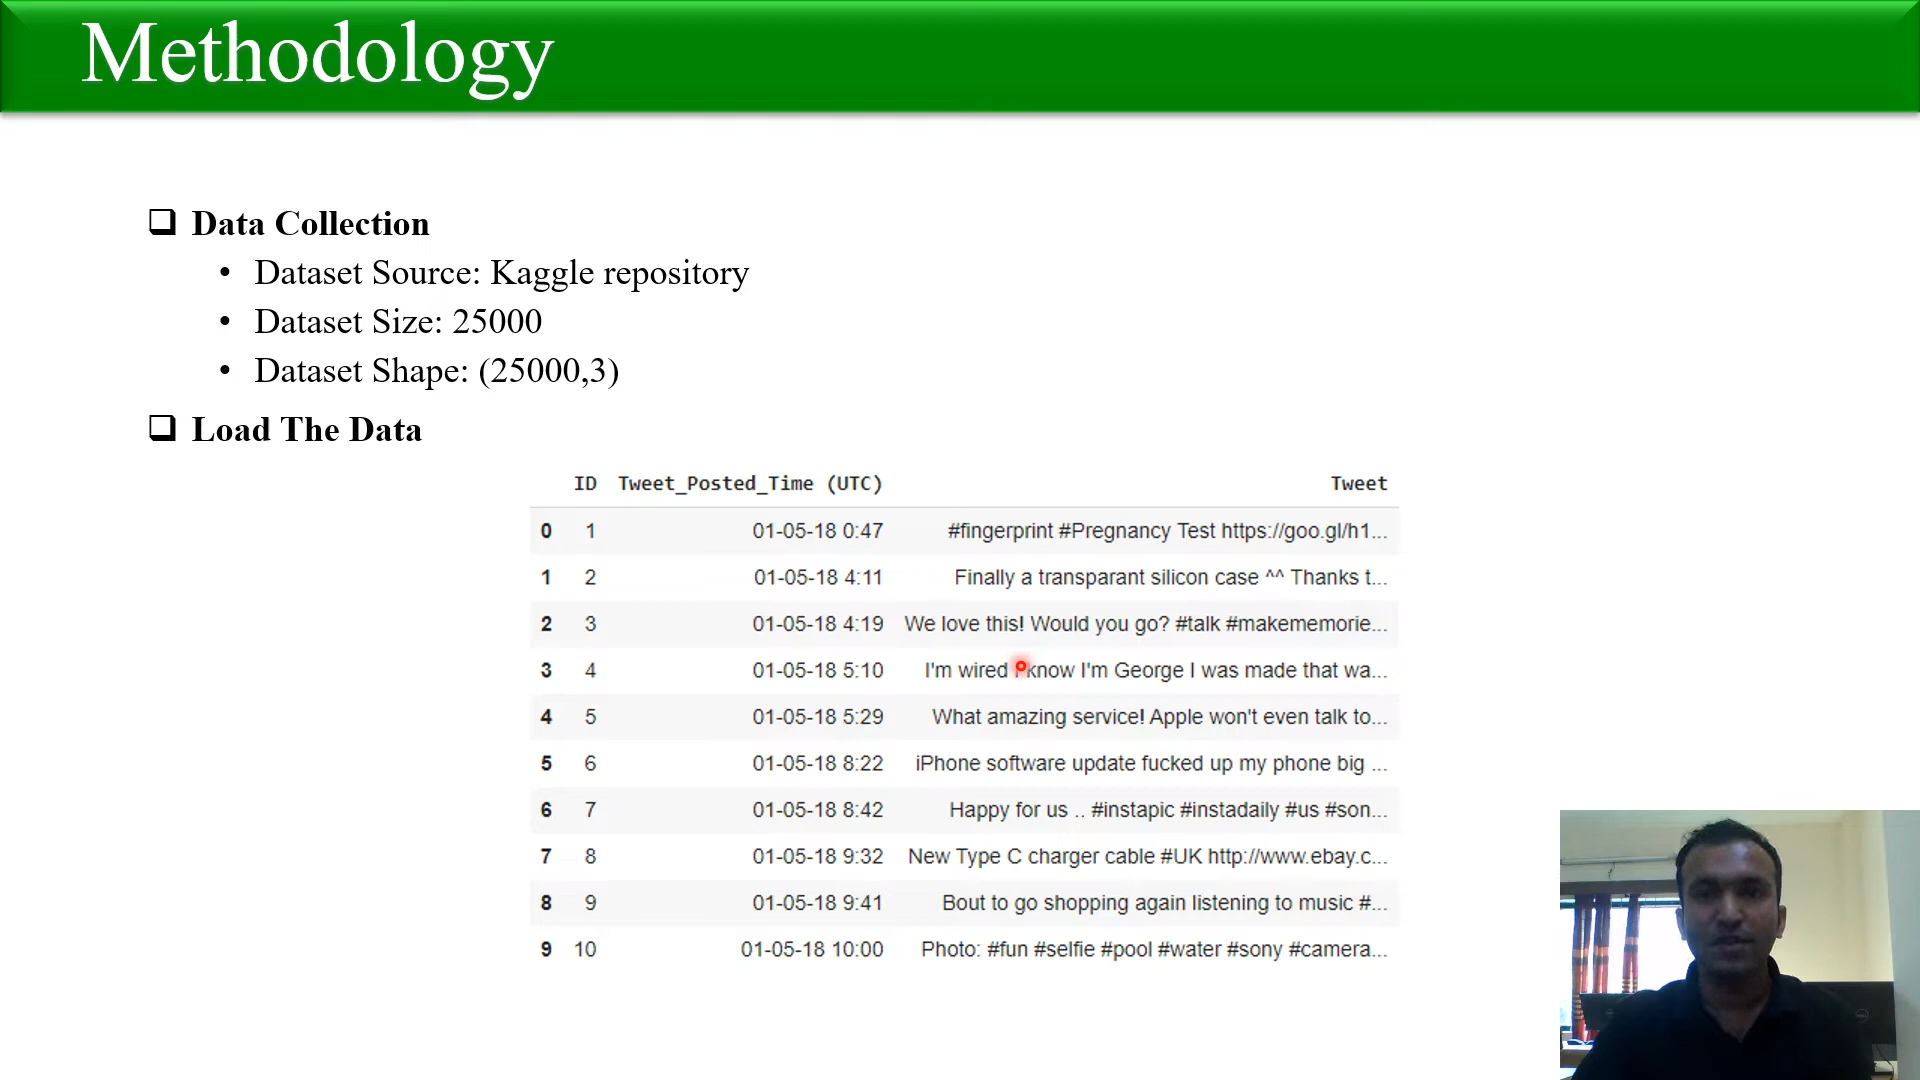 Methodology
Data Collection
• Dataset Source: Kaggle repository
• Dataset Size: 25000
• Dataset Shape: (25000,3)
Load The Data
ID Tweet_Posted_Time (UTC) Tweet
0 1 01-05-18 0:47 #fingerprint #Pregnancy Test https://goo.gl/h1...
1 2 01-05-18 4:11 Finally a transparant silicon case ^^ Thanks t...
2 3 01-05-18 4:19 We love this! Would you go? #talk #makememorie...
3 4 01-05-18 5:10 I'm wired know I'm George I was made that wa...
4 5 01-05-18 5:29 What amazing service! Apple won't even talk to...
5 6 01-05-18 8:22 iPhone software update fucked up my phone big ...
6 7 01-05-18 8:42 Happy for us .. #instapic #instadaily #us #son...
7 8 01-05-18 9:32 New Type C charger cable #UK http://www.ebay.c...
8 9 01-05-18 9:41 Bout to go shopping again listening to music #...
9 10 01-05-18 10:00 Photo: #fun #selfie #pool #water #sony #camera...